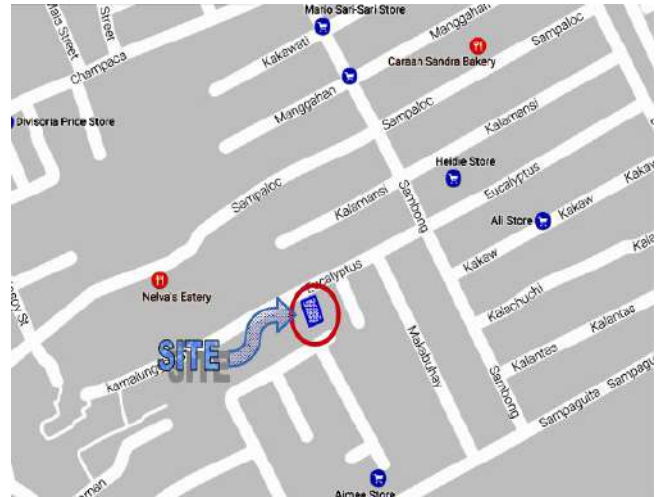 Street
Mario Sari-Sari Store
Manggahan
Sampaloc
Champaca
Kakawati
Caraan Sandra Bakery
Divisoria Price Store
Manggahan
Sampaloc
Kalamansi
Heidie Store
Eucalyptus
Sampaloc
Kalamansi
Sambong
Kakaw
Kakaw
Ali Store
Kakaw
Eucalyptus
Nelva's Eatery
Kalachuchi
SITE
Makabuhay
Kalantas
Kalantas
Sambong
Sampaguita
Aimee Store